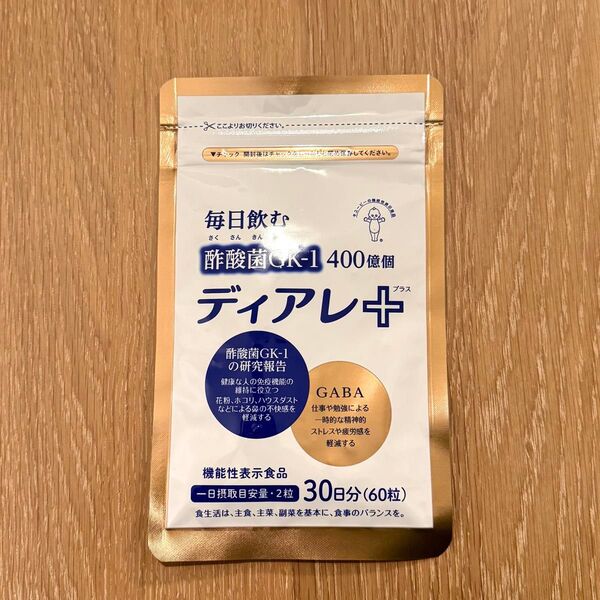 ここよりお切りください。
▼チャック 開封後はチャックをしっかり閉め保存してください。
毎日飲む
さく さん きん
酢酸菌GK-1 400億個
ディアレ+
プラス
酢酸菌GK-1
の研究報告
健康な人の免疫機能の
維持に役立つ
花粉、ホコリ、ハウスダスト
などによる鼻の不快感を
軽減する
GABA
仕事や勉強による
一時的な精神的
ストレスや疲労感を
軽減する
機能性表示食品
一日摂取目安量・2粒 30日分(60粒)
食生活は、主食、主菜、副菜を基本に、食事のバランスを。